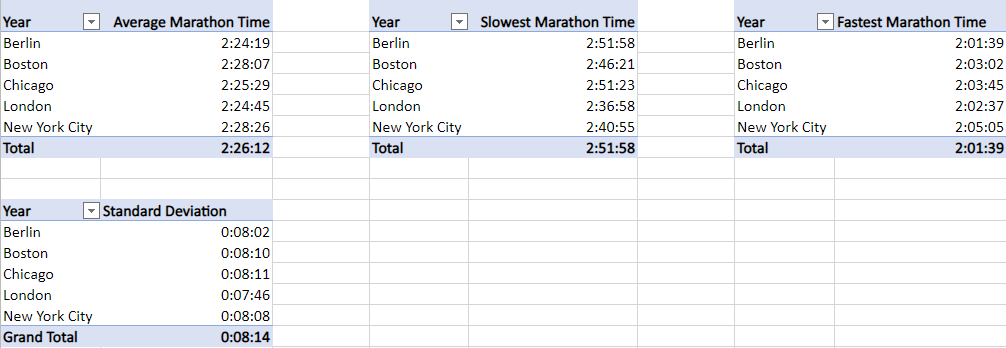 Year Average Marathon Time Year Slowest Marathon Time Year Fastest Marathon Time
Berlin 2:24:19 Berlin 2:51:58 Berlin 2:01:39
Boston 2:28:07 Boston 2:46:21 Boston 2:03:02
Chicago 2:25:29 Chicago 2:51:23 Chicago 2:03:45
London 2:24:45 London 2:36:58 London 2:02:37
New York City 2:28:26 New York City 2:40:55 New York City 2:05:05
Total 2:26:12 Total 2:51:58 Total 2:01:39
Year Standard Deviation
Berlin 0:08:02
Boston 0:08:10
Chicago 0:08:11
London 0:07:46
New York City 0:08:08
Grand Total 0:08:14